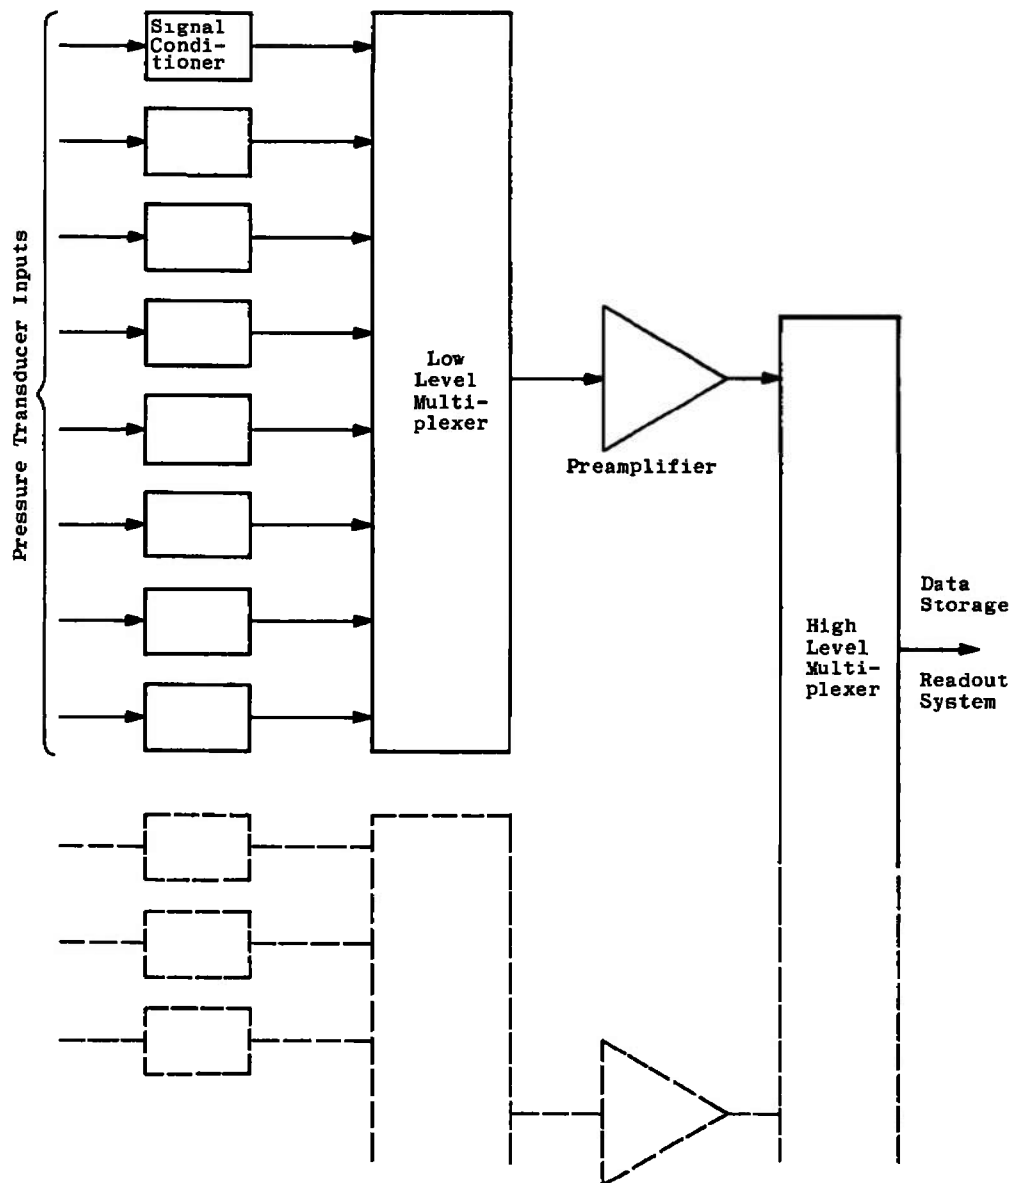 Signal
Condi-
tioner
Pressure Transducer Inputs
Low
Level
Multi-
plexer
Preamplifier
High
Level
Multi-
plexer
Data
Storage
Readout
System